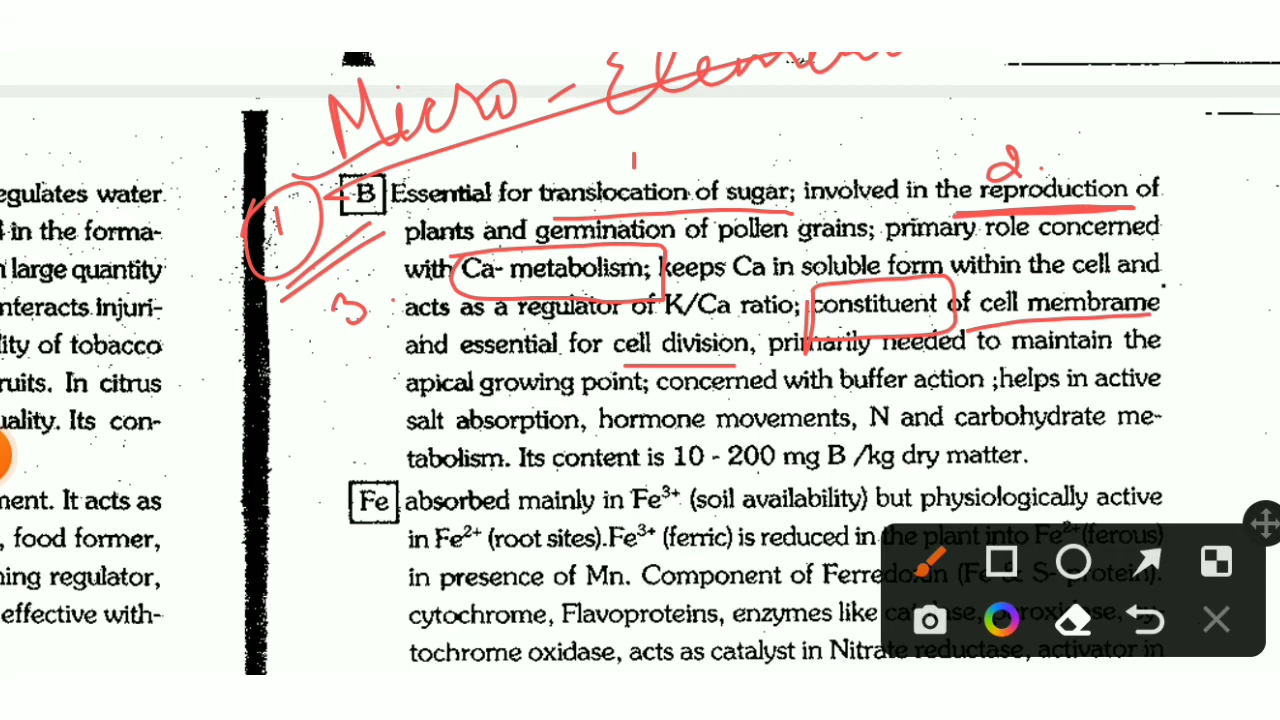 Micro - Element
1
2.
3
1
egulates water
d in the forma-
n large quantity
nteracts injuri-
lity of tobacco
ruits. In citrus
uality. Its con-
nent. It acts as
, food former,
ning regulator,
effective with-
B Essential for translocation of sugar; involved in the reproduction of
plants and germination of pollen grains; primary role concerned
with Ca- metabolism; keeps Ca in soluble form within the cell and
acts as a regulator of K/Ca ratio; constituent of cell membrame
and essential for cell division, primarily needed to maintain the
apical growing point; concerned with buffer action ;helps in active
salt absorption, hormone movements, N and carbohydrate me-
tabolism. Its content is 10 - 200 mg B /kg dry matter.
Fe absorbed mainly in Fe³⁺ (soil availability) but physiologically active
in Fe²⁺ (root sites).Fe³⁺ (ferric) is reduced in the plant into Fe²⁺ (ferous)
in presence of Mn. Component of Ferredoxin (Fe & S- protein).
cytochrome, Flavoproteins, enzymes like catalase, peroxidase, cy-
tochrome oxidase, acts as catalyst in Nitrate reductase, activator in